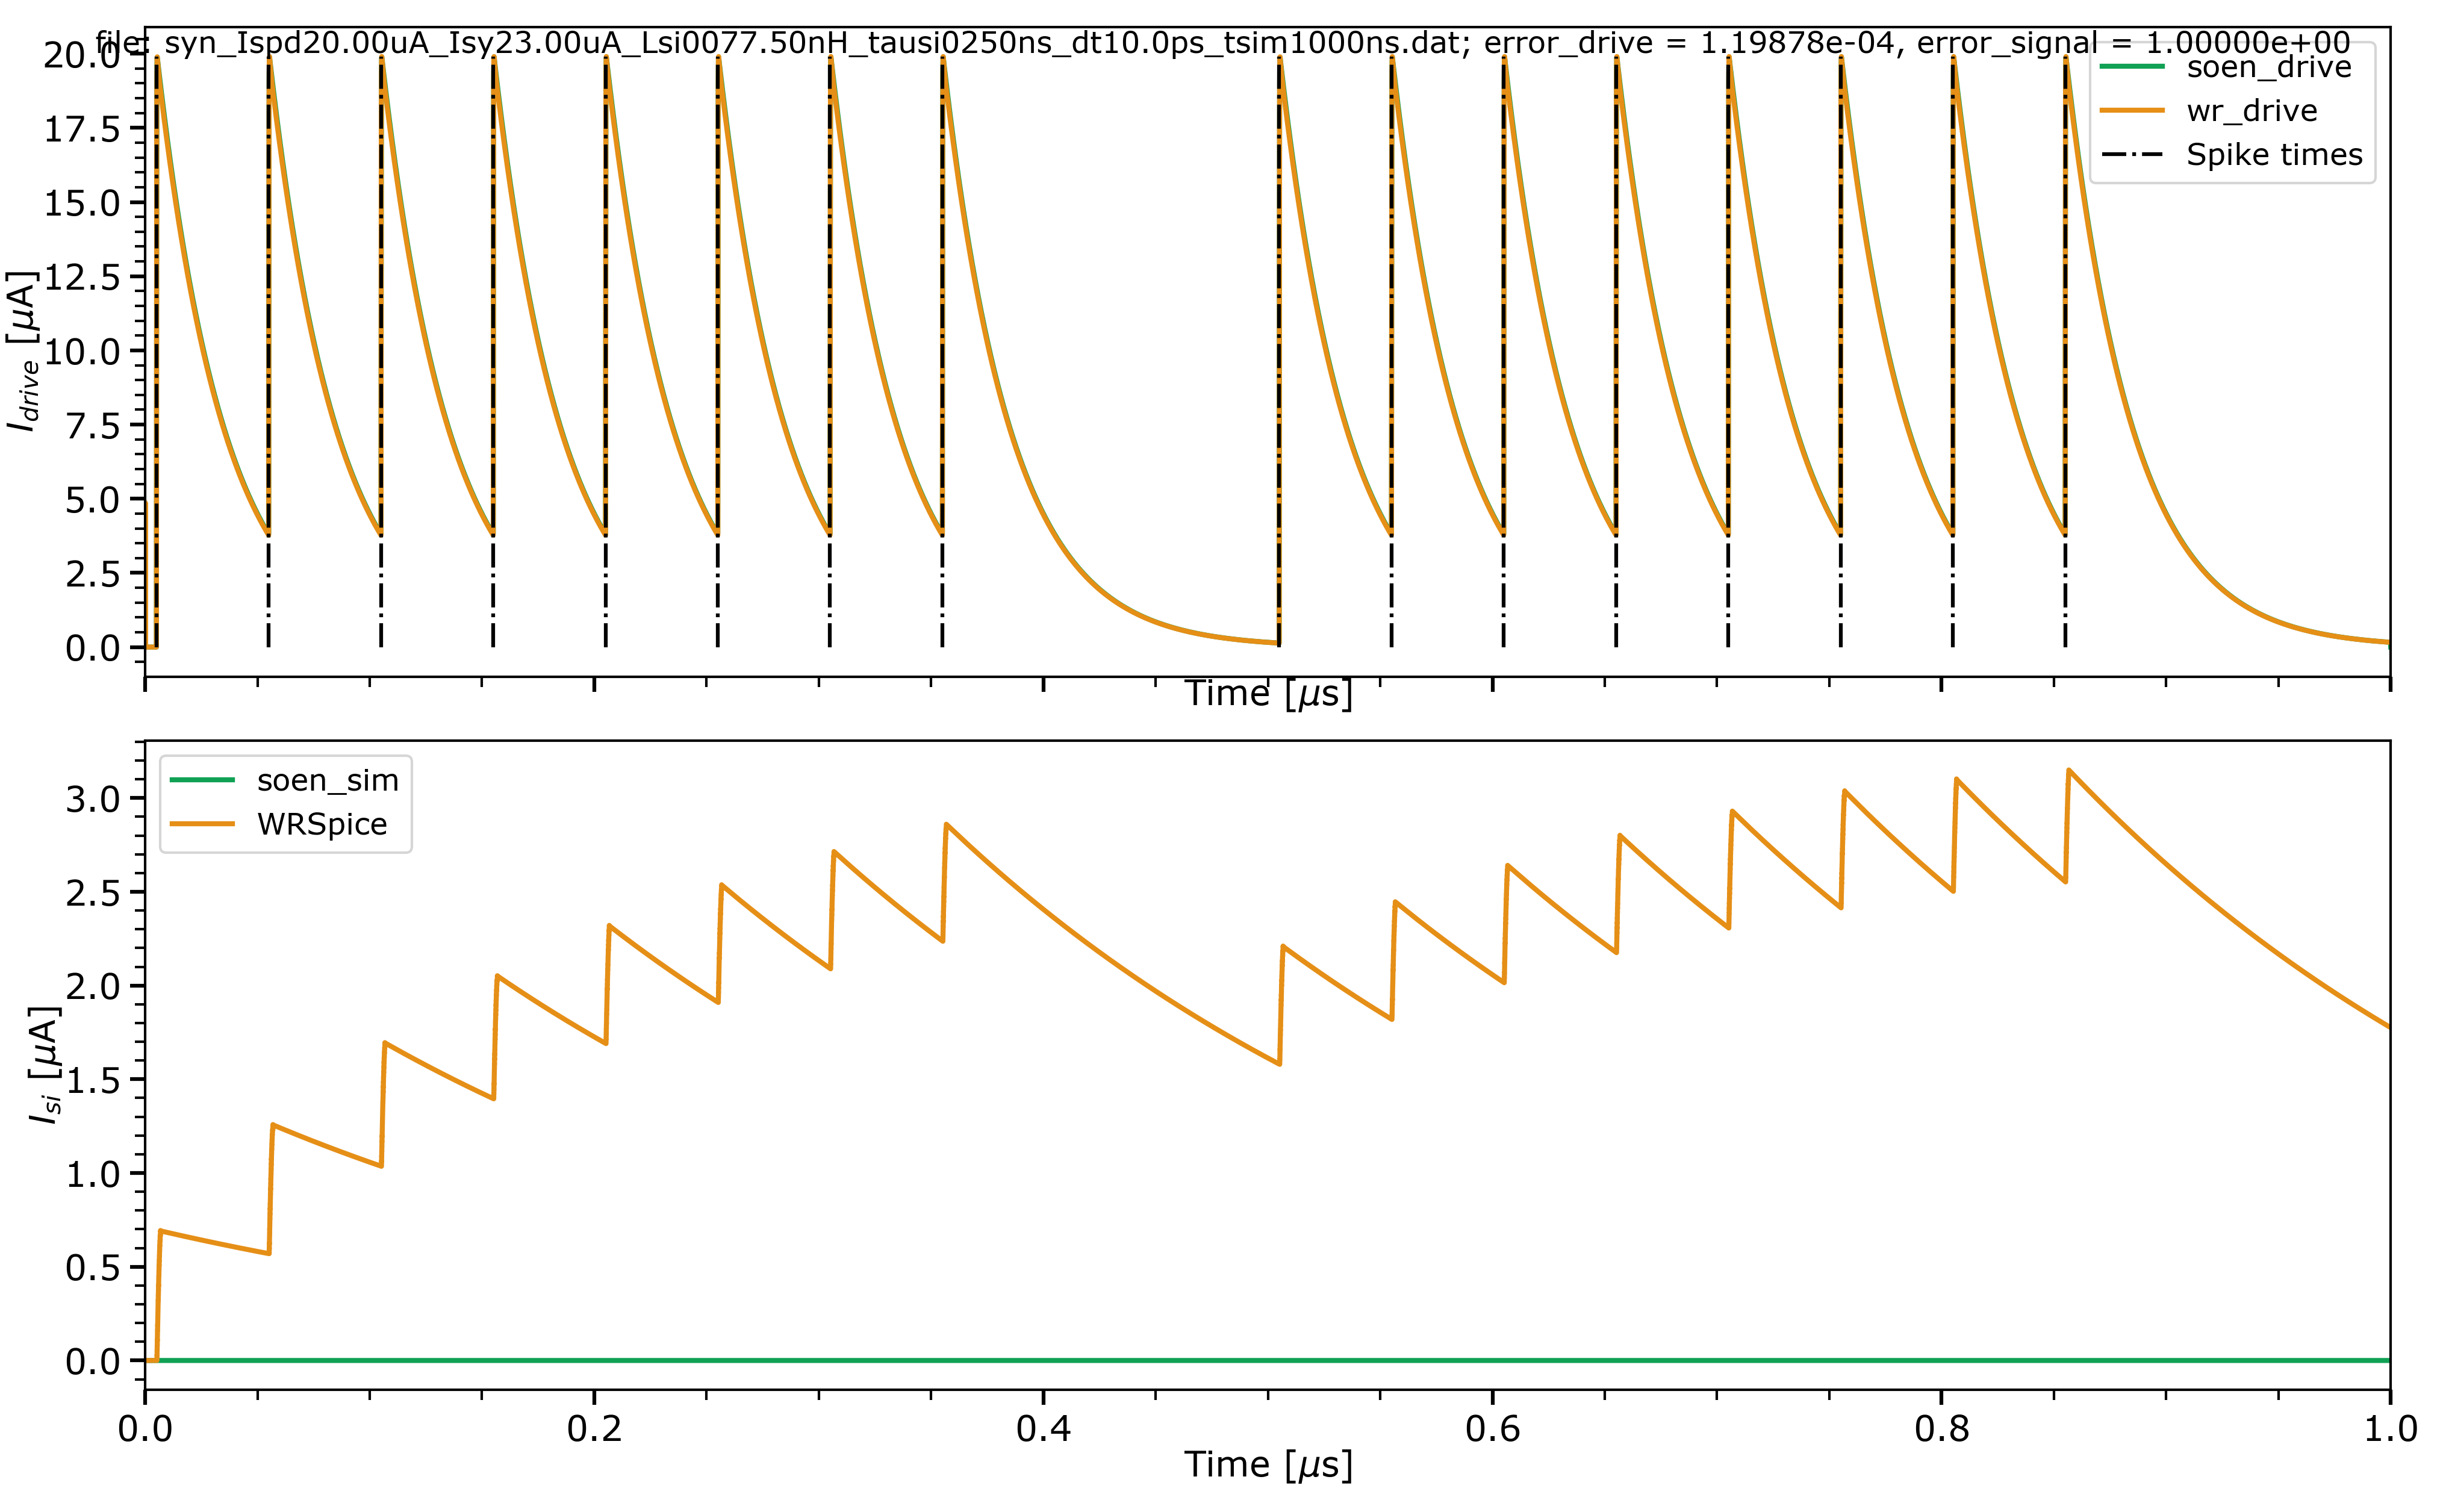 file: syn_Ispd20.00uA_Isy23.00uA_Lsi0077.50nH_tausi0250ns_dt10.0ps_tsim1000ns.dat; error_drive = 1.19878e-04, error_signal = 1.00000e+00
soen_drive
wr_drive
Spike times
20.0
17.5
15.0
12.5
10.0
7.5
5.0
2.5
0.0
I_drive [μA]
Time [μs]
soen_sim
WRSpice
3.0
2.5
2.0
1.5
1.0
0.5
0.0
I_si [μA]
0.0 0.2 0.4 0.6 0.8 1.0
Time [μs]